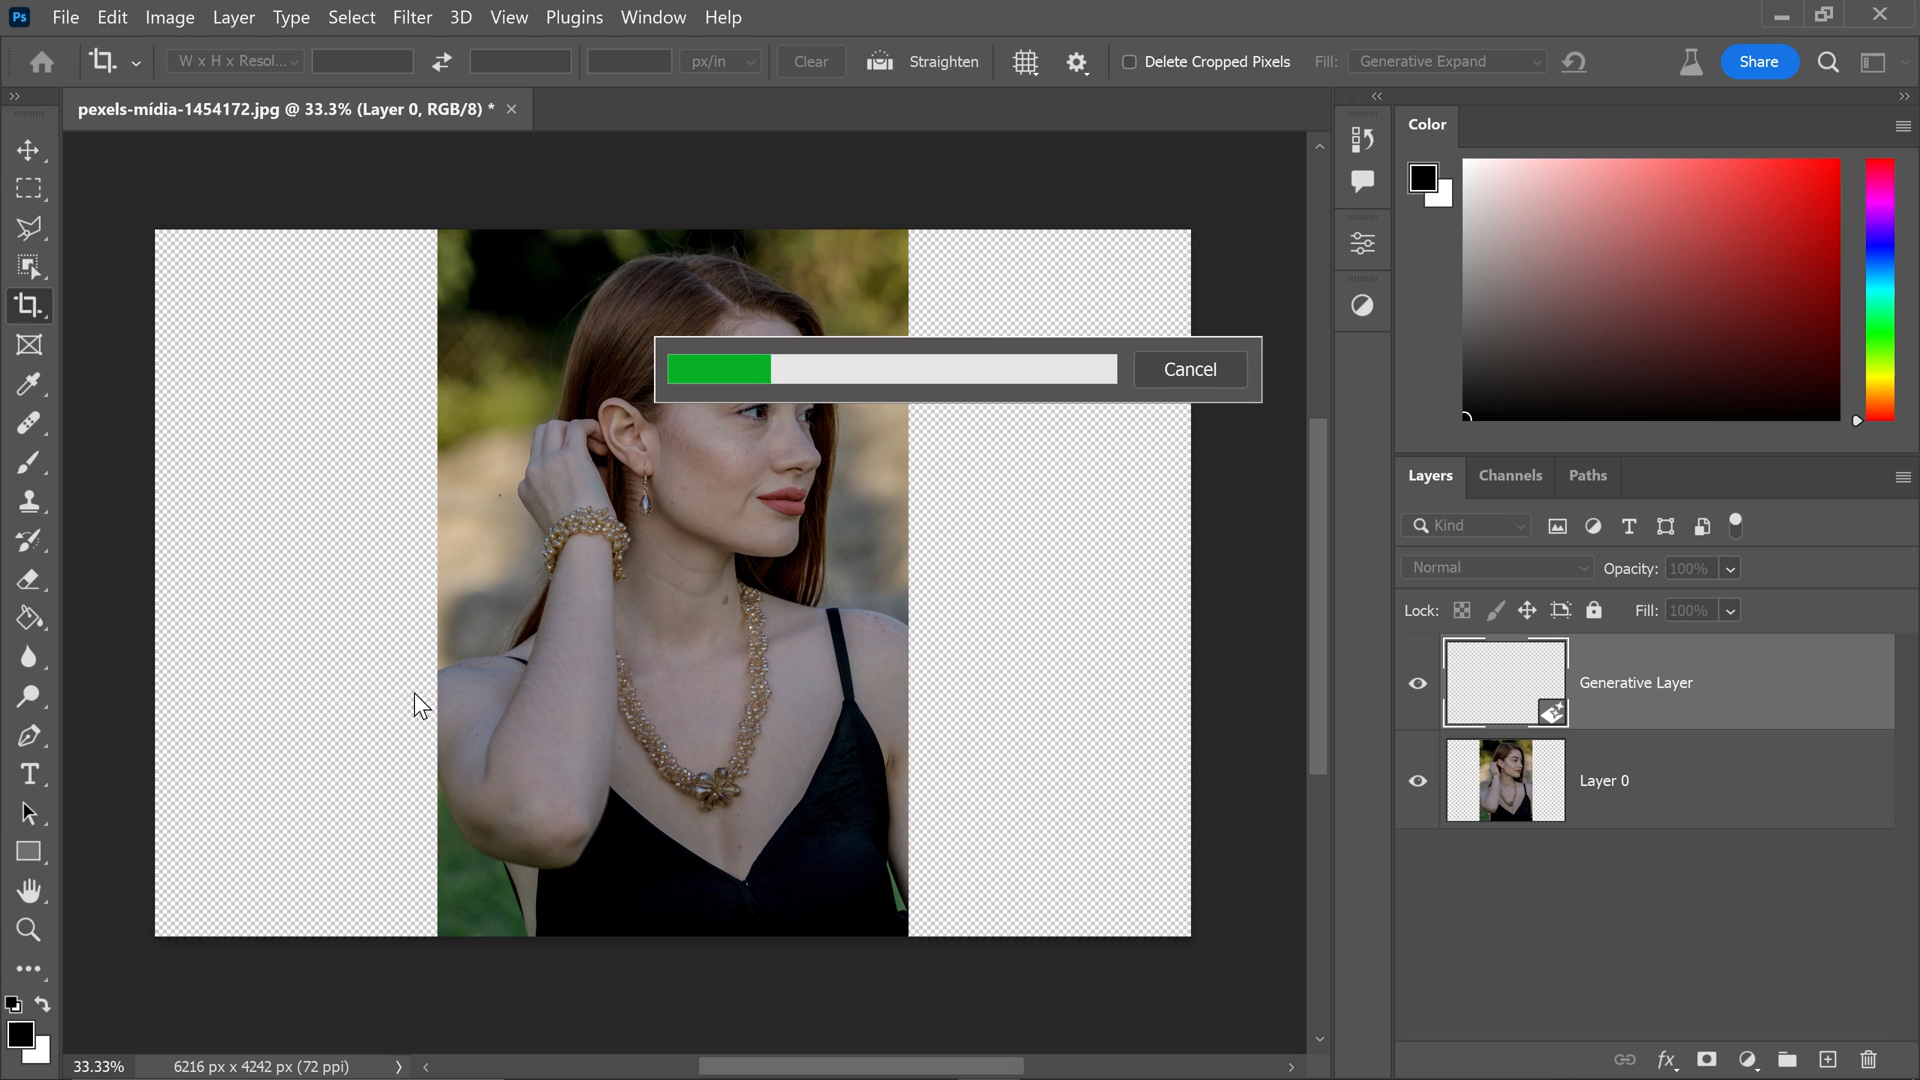 Ps File Edit Image Layer Type Select Filter 3D View Plugins Window Help
W x H x Resol... px/in Clear Straighten Delete Cropped Pixels Fill: Generative Expand Share
pexels-mídia-1454172.jpg @ 33.3% (Layer 0, RGB/8) *
Color
Cancel
Layers Channels Paths
Kind
Normal Opacity: 100%
Lock: Fill: 100%
Generative Layer
Layer 0
33.33% 6216 px x 4242 px (72 ppi)
fx